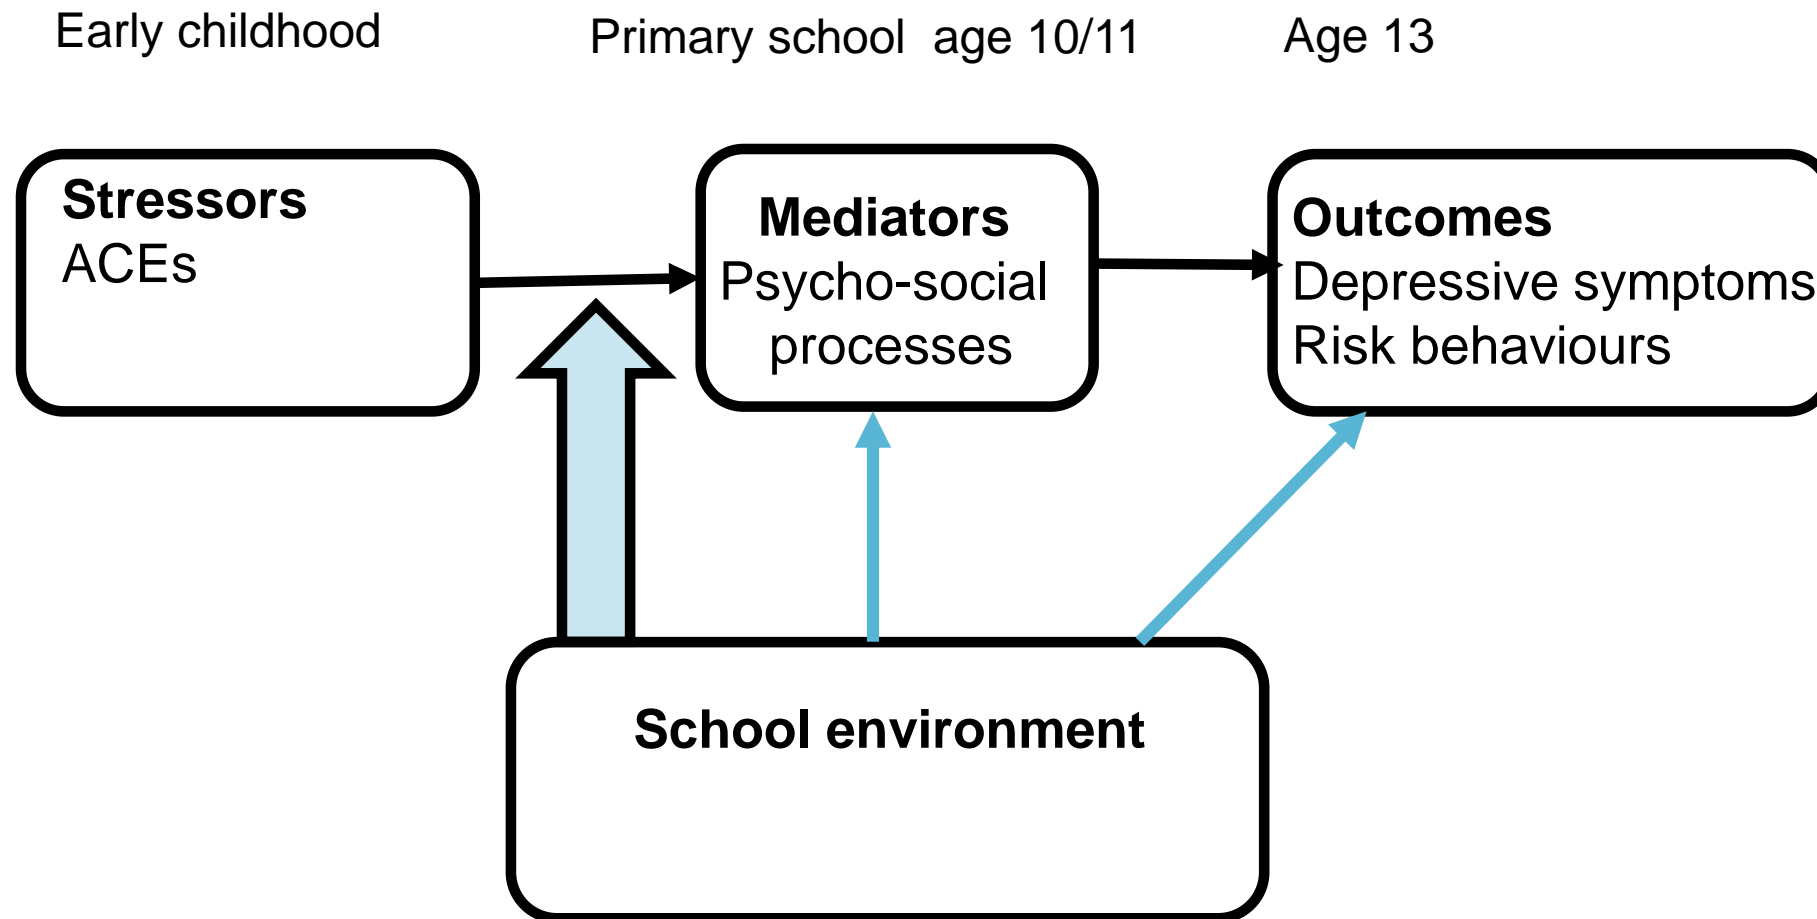 Early childhood
Primary school  age 10/11
Age 13
Stressors
ACEs
Mediators
Psycho-social
processes
Outcomes
Depressive symptoms
Risk behaviours
School environment